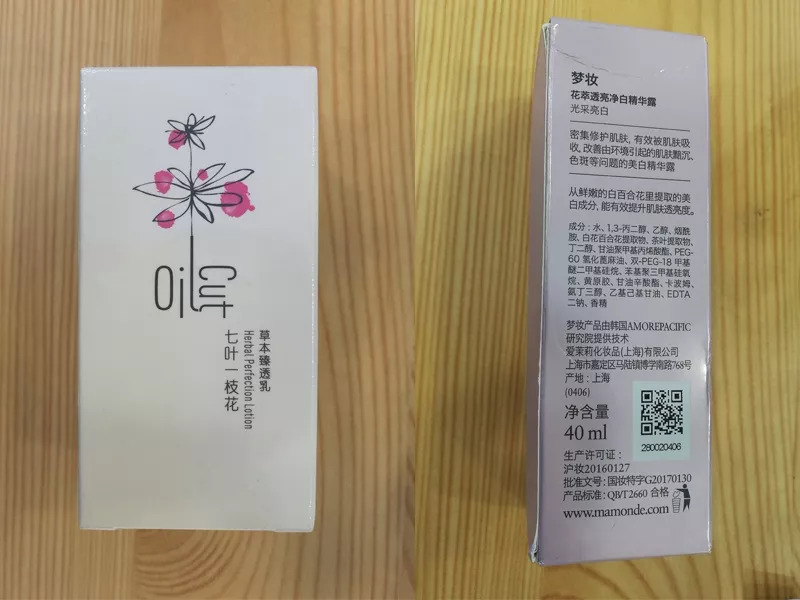 Oil Cut
草本臻透乳
Herbal Perfection Lotion
七叶一枝花
梦妆
花萃透亮净白精华露
光采亮白
密集修护肌肤, 有效被肌肤吸
收, 改善由环境引起的肌肤黯沉、
色斑等问题的美白精华露
从鲜嫩的白百合花里提取的美
白成分, 能有效提升肌肤透亮度。
成分：水、1,3-丙二醇、乙醇、烟酰
胺、白花百合花提取物、茶叶提取物、
丁二醇、甘油聚甲基丙烯酸酯、PEG-
60 氢化蓖麻油、双-PEG-18 甲基
醚二甲基硅烷、苯基聚三甲基硅氧
烷、黄原胶、甘油辛酸酯、卡波姆、
氨丁三醇、乙基己基甘油、EDTA
二钠、香精
梦妆产品由韩国AMOREPACIFIC
研究院提供技术
爱茉莉化妆品(上海)有限公司
上海市嘉定区马陆镇博学南路768号
产地：上海
(0406)
净含量
40 ml
280020406
生产许可证：
沪妆20160127
批准文号：国妆特字G20170130
产品标准：QB/T2660 合格
www.mamonde.com